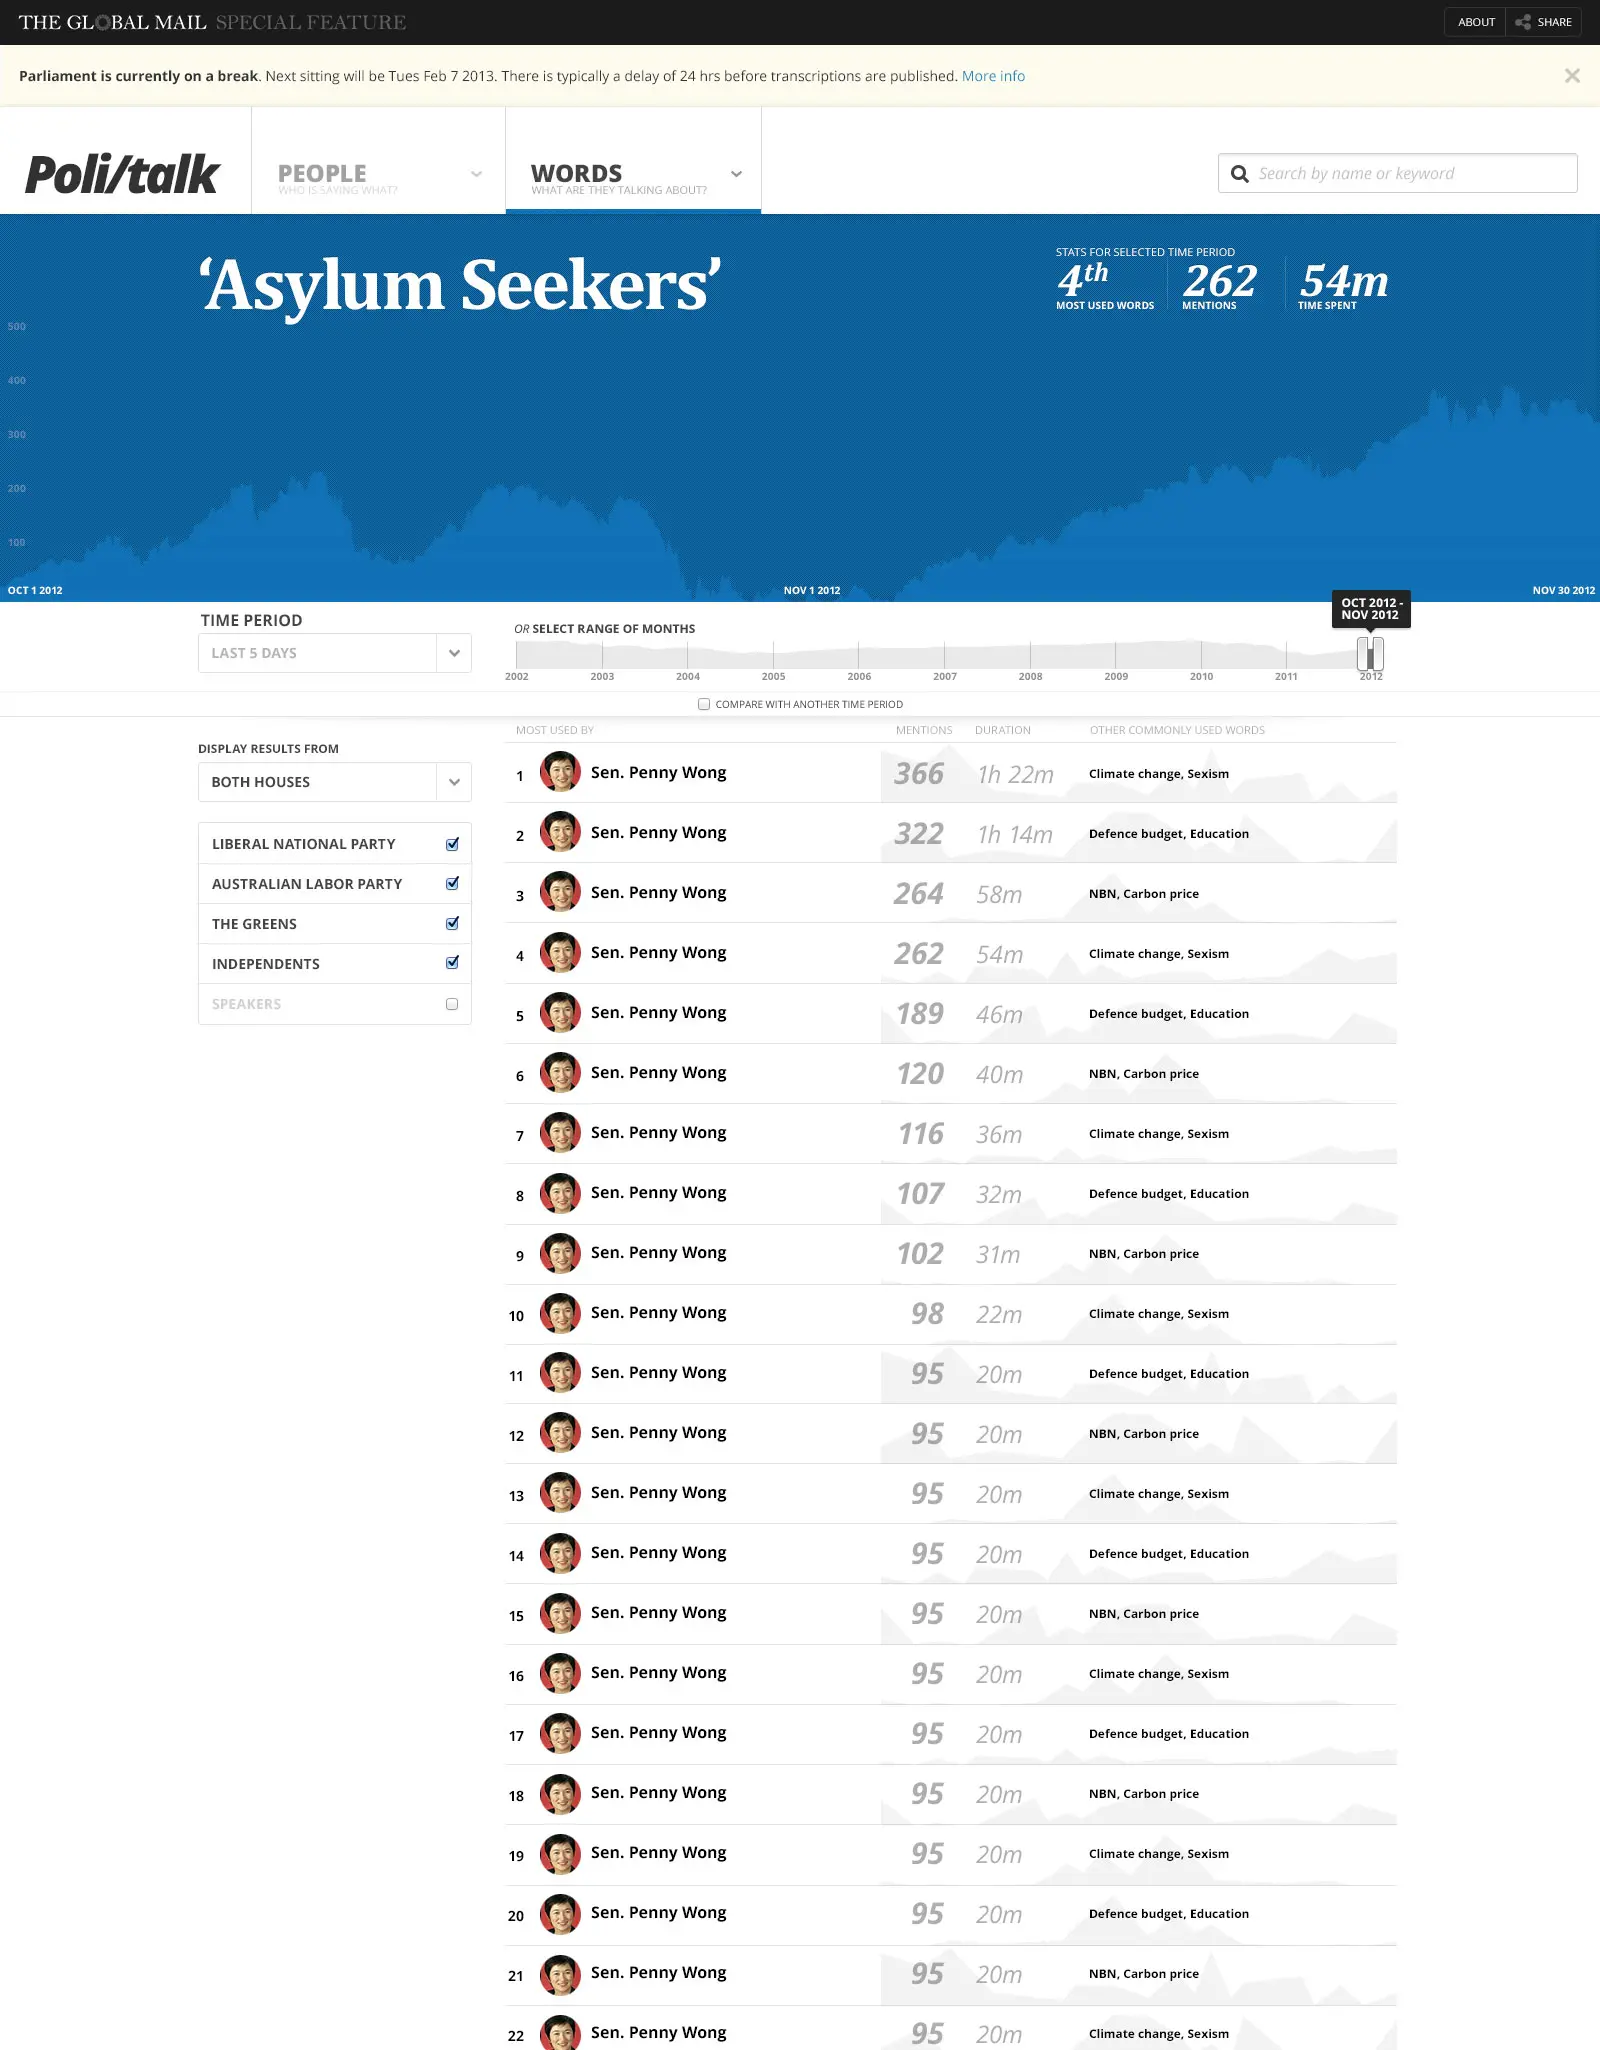 THE GLOBAL MAIL SPECIAL FEATURE
ABOUT
SHARE
Parliament is currently on a break. Next sitting will be Tues Feb 7 2013. There is typically a delay of 24 hrs before transcriptions are published. More info
Poli/talk
PEOPLE
WHO IS SAYING WHAT?
WORDS
WHAT ARE THEY TALKING ABOUT?
Search by name or keyword
‘Asylum Seekers’
STATS FOR SELECTED TIME PERIOD
4th
MOST USED WORDS
262
MENTIONS
54m
TIME SPENT
500
400
300
200
100
OCT 1 2012
NOV 1 2012
NOV 30 2012
TIME PERIOD
LAST 5 DAYS
OR SELECT RANGE OF MONTHS
OCT 2012 -
NOV 2012
2002 2003 2004 2005 2006 2007 2008 2009 2010 2011 2012
COMPARE WITH ANOTHER TIME PERIOD
DISPLAY RESULTS FROM
BOTH HOUSES
LIBERAL NATIONAL PARTY
AUSTRALIAN LABOR PARTY
THE GREENS
INDEPENDENTS
SPEAKERS
MOST USED BY MENTIONS DURATION OTHER COMMONLY USED WORDS
1 Sen. Penny Wong 366 1h 22m Climate change, Sexism
2 Sen. Penny Wong 322 1h 14m Defence budget, Education
3 Sen. Penny Wong 264 58m NBN, Carbon price
4 Sen. Penny Wong 262 54m Climate change, Sexism
5 Sen. Penny Wong 189 46m Defence budget, Education
6 Sen. Penny Wong 120 40m NBN, Carbon price
7 Sen. Penny Wong 116 36m Climate change, Sexism
8 Sen. Penny Wong 107 32m Defence budget, Education
9 Sen. Penny Wong 102 31m NBN, Carbon price
10 Sen. Penny Wong 98 22m Climate change, Sexism
11 Sen. Penny Wong 95 20m Defence budget, Education
12 Sen. Penny Wong 95 20m NBN, Carbon price
13 Sen. Penny Wong 95 20m Climate change, Sexism
14 Sen. Penny Wong 95 20m Defence budget, Education
15 Sen. Penny Wong 95 20m NBN, Carbon price
16 Sen. Penny Wong 95 20m Climate change, Sexism
17 Sen. Penny Wong 95 20m Defence budget, Education
18 Sen. Penny Wong 95 20m NBN, Carbon price
19 Sen. Penny Wong 95 20m Climate change, Sexism
20 Sen. Penny Wong 95 20m Defence budget, Education
21 Sen. Penny Wong 95 20m NBN, Carbon price
22 Sen. Penny Wong 95 20m Climate change, Sexism